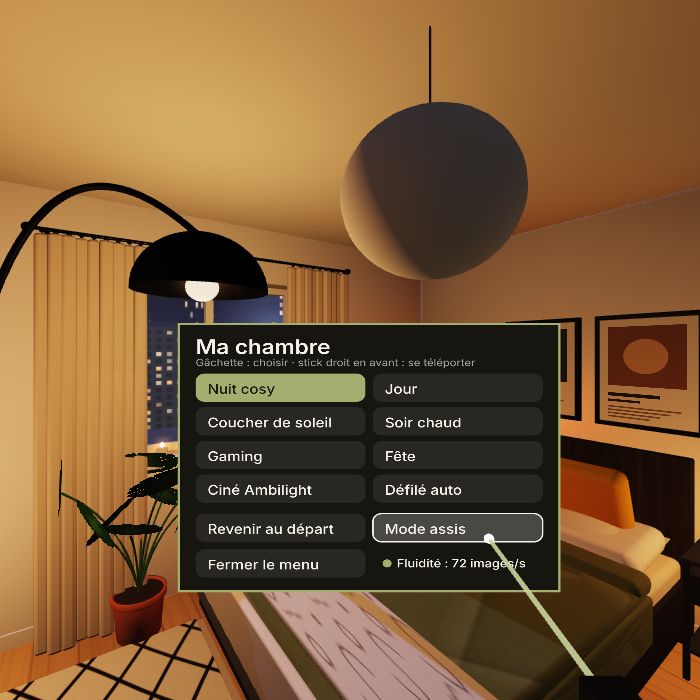 Ma chambre
Gâchette : choisir · stick droit en avant : se téléporter
Nuit cosy
Jour
Coucher de soleil
Soir chaud
Gaming
Fête
Ciné Ambilight
Défilé auto
Revenir au départ
Mode assis
Fermer le menu
Fluidité : 72 images/s